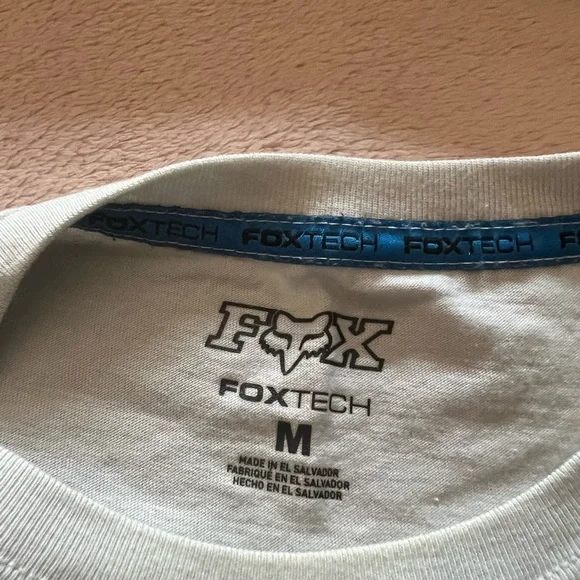 FOXTECH FOXTECH FOXTECH F
FOX
FOXTECH
M
MADE IN EL SALVADOR
FABRIQUÉ EN EL SALVADOR
HECHO EN EL SALVADOR